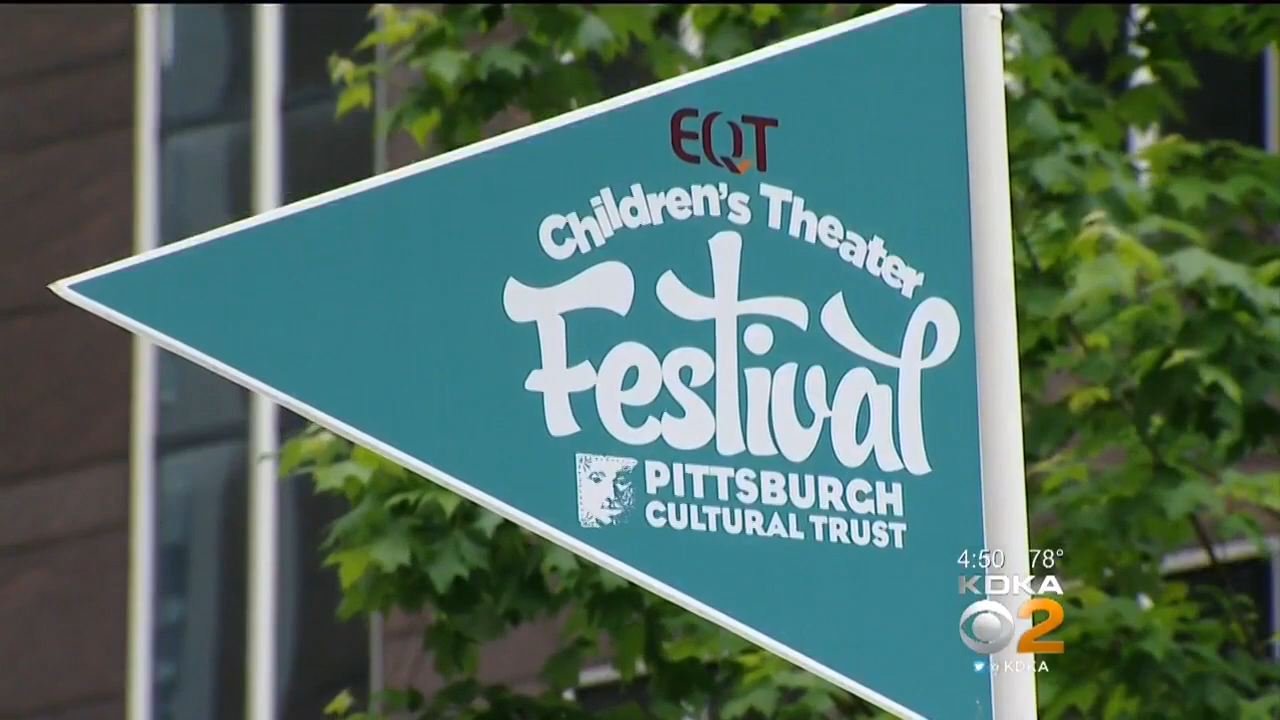 EQT
Children's Theater
Festival
PITTSBURGH
CULTURAL TRUST
4:50 78°
KDKA
2
@KDKA